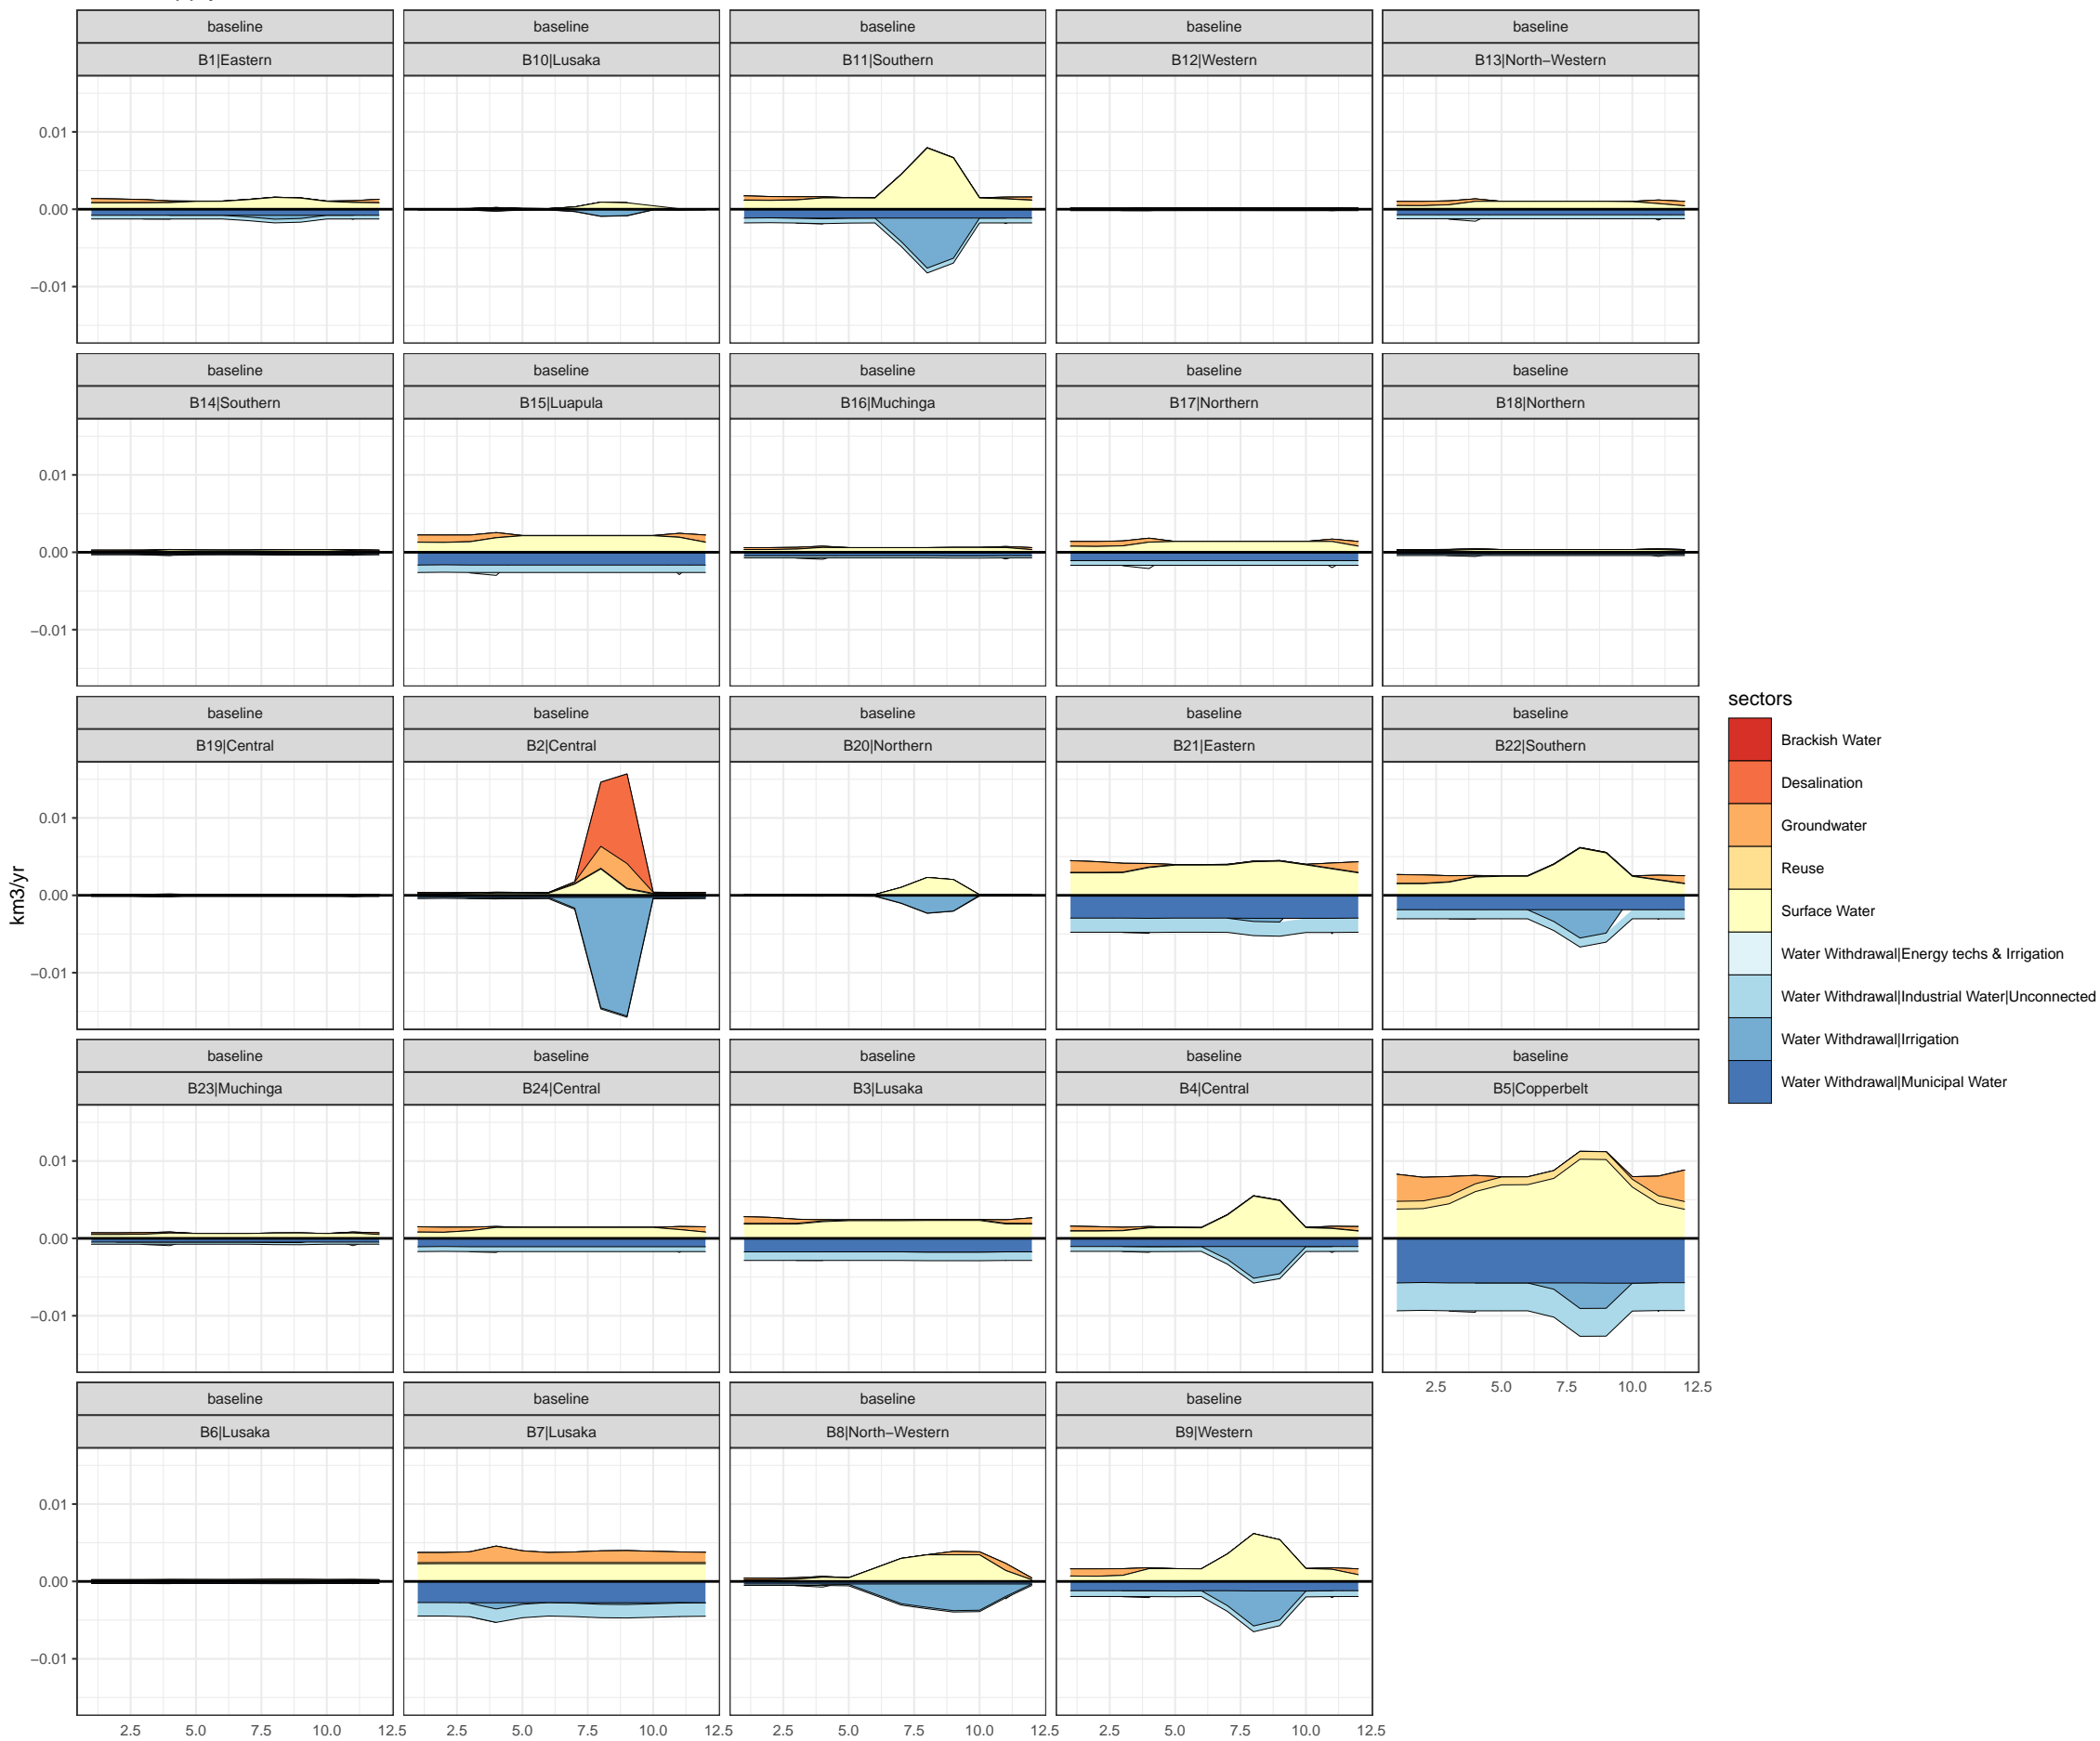 baseline baseline baseline baseline baseline
B1|Eastern B10|Lusaka B11|Southern B12|Western B13|North−Western
0.01
0.00
−0.01
baseline baseline baseline baseline baseline
B14|Southern B15|Luapula B16|Muchinga B17|Northern B18|Northern
0.01
0.00
−0.01
baseline baseline baseline baseline baseline
B19|Central B2|Central B20|Northern B21|Eastern B22|Southern
0.01
0.00
−0.01
km3/yr
baseline baseline baseline baseline baseline
B23|Muchinga B24|Central B3|Lusaka B4|Central B5|Copperbelt
0.01
0.00
−0.01
2.5 5.0 7.5 10.0 12.5
baseline baseline baseline baseline
B6|Lusaka B7|Lusaka B8|North−Western B9|Western
0.01
0.00
−0.01
2.5 5.0 7.5 10.0 12.5 2.5 5.0 7.5 10.0 12.5 2.5 5.0 7.5 10.0 12.5 2.5 5.0 7.5 10.0 12.5
sectors
Brackish Water
Desalination
Groundwater
Reuse
Surface Water
Water Withdrawal|Energy techs & Irrigation
Water Withdrawal|Industrial Water|Unconnected
Water Withdrawal|Irrigation
Water Withdrawal|Municipal Water